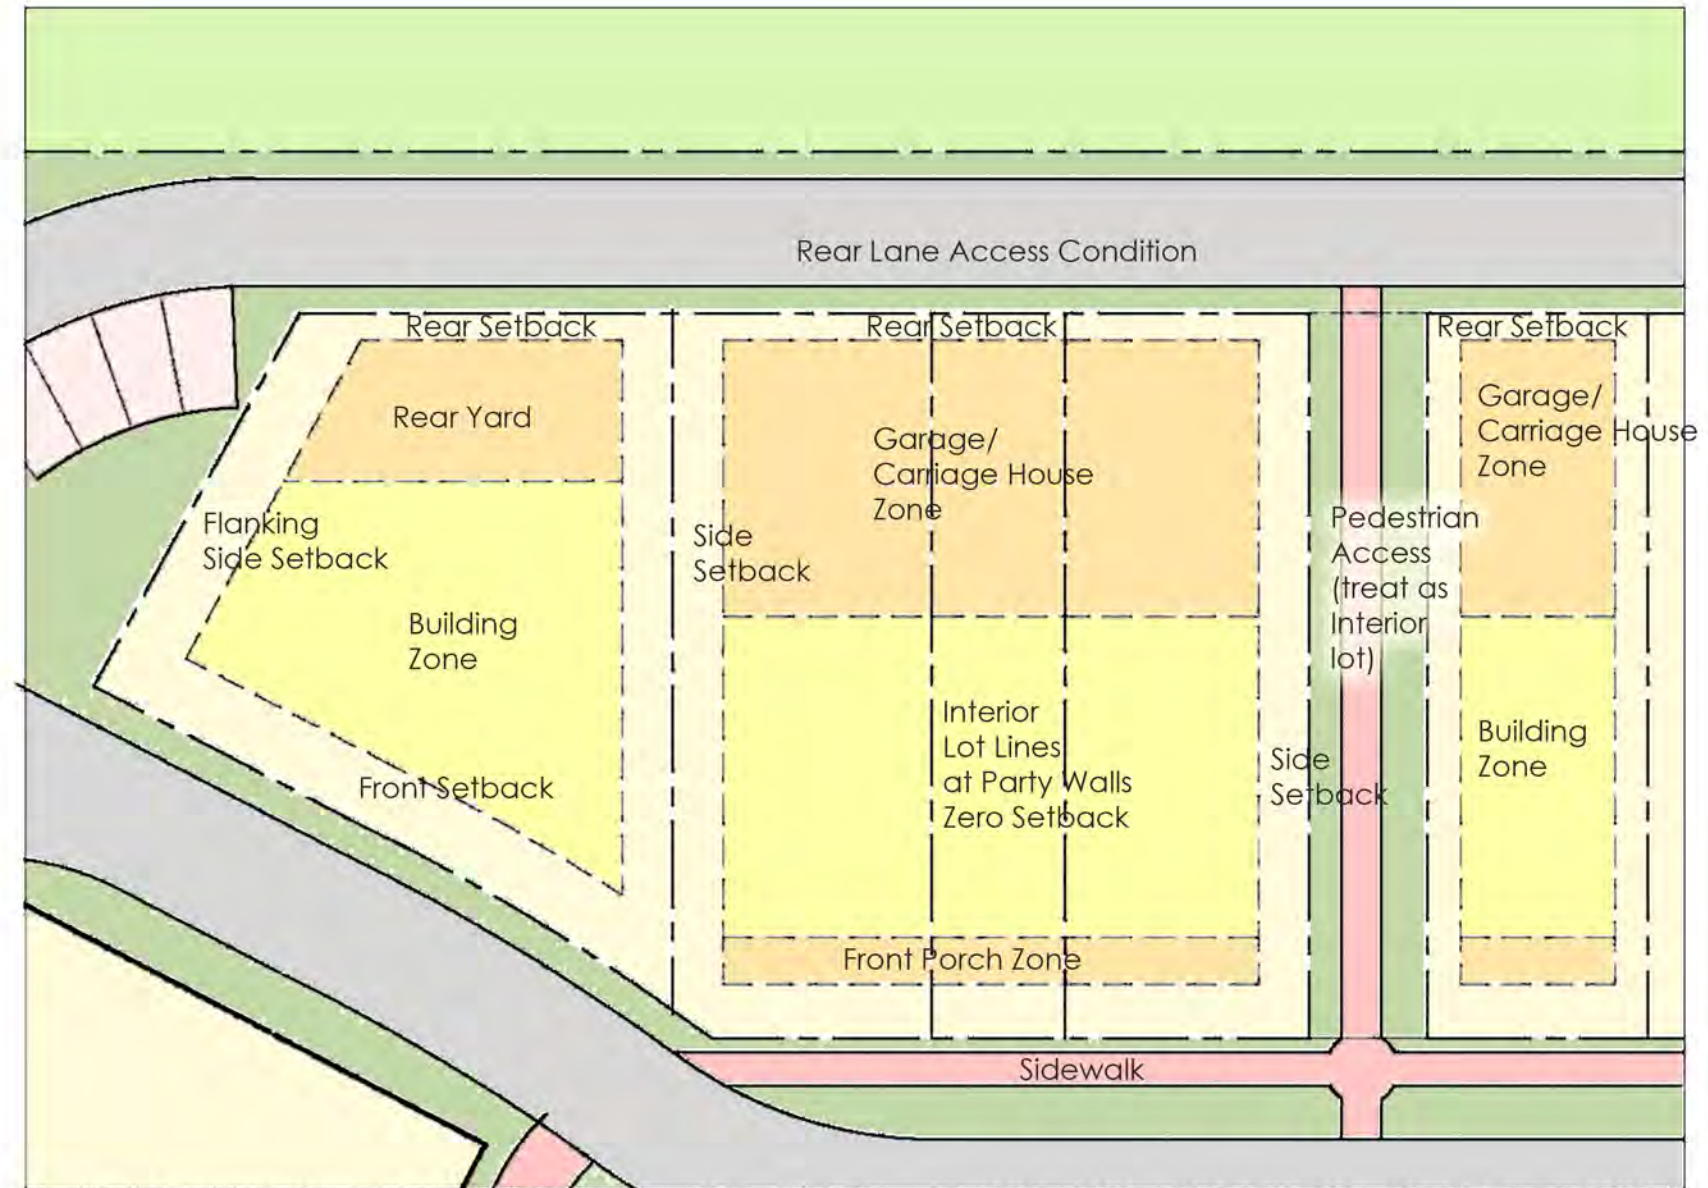 Rear Lane Access Condition
Rear Setback
Rear Setback
Rear Setback
Rear Yard
Garage/
Carriage House
Zone
Garage/
Carriage House
Zone
Flanking
Side Setback
Side
Setback
Pedestrian
Access
(treat as
Interior
lot)
Building
Zone
Interior
Lot Lines
at Party Walls
Zero Setback
Side
Setback
Building
Zone
Front Setback
Front Porch Zone
Sidewalk